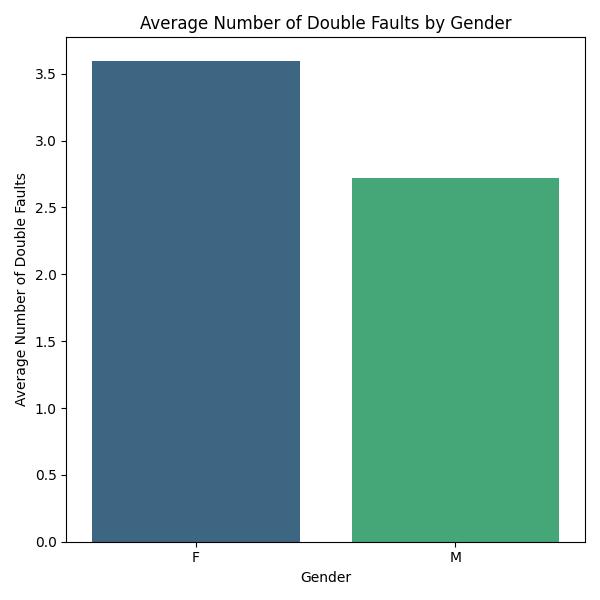 Average Number of Double Faults by Gender
Average Number of Double Faults
3.5
3.0
2.5
2.0
1.5
1.0
0.5
0.0
F
M
Gender